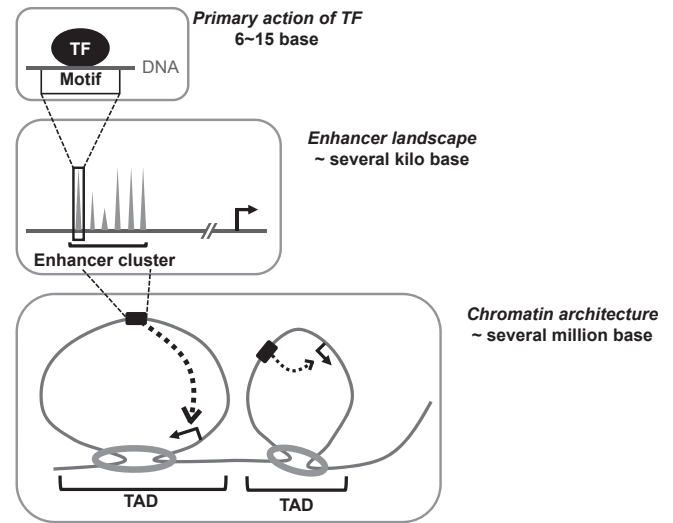 Primary action of TF
6~15 base
TF
DNA
Motif
Enhancer landscape
~ several kilo base
Enhancer cluster
Chromatin architecture
~ several million base
TAD
TAD